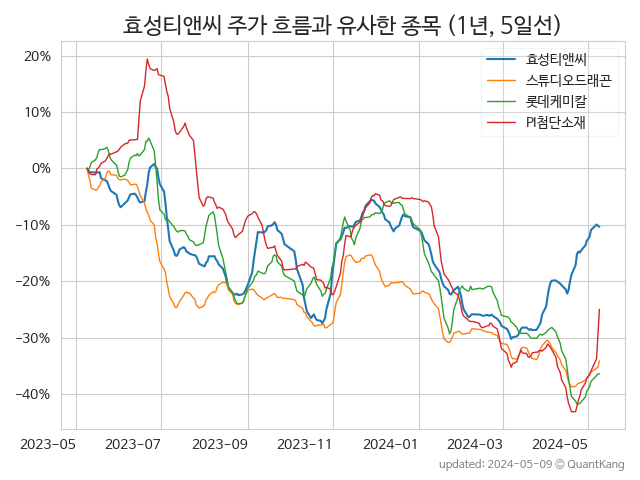 효성티앤씨 주가 흐름과 유사한 종목 (1년, 5일선)
효성티앤씨
스튜디오드래곤
롯데케미칼
PI첨단소재
20%
10%
0%
−10%
−20%
−30%
−40%
2023-05
2023-07
2023-09
2023-11
2024-01
2024-03
2024-05
updated: 2024-05-09 © QuantKang